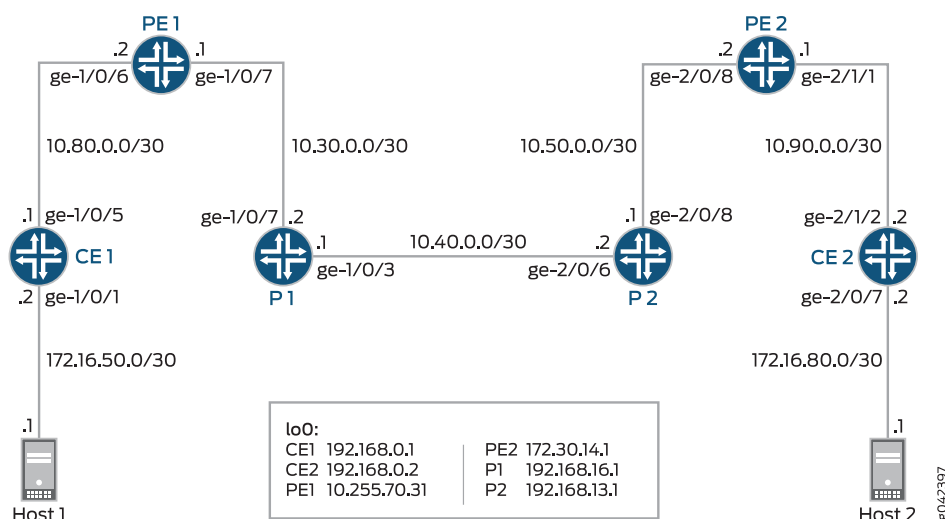 PE 1
PE 2
.2 .1
.2 .1
ge-1/0/6 ge-1/0/7
ge-2/0/8 ge-2/1/1
10.80.0.0/30 10.30.0.0/30 10.50.0.0/30 10.90.0.0/30
.1 ge-1/0/5
ge-1/0/7 .2
.1 ge-2/0/8
ge-2/1/2 .2
CE 1
.1 10.40.0.0/30 .2
CE 2
ge-1/0/3
ge-2/0/6
.2 ge-1/0/1
P 1
P 2
ge-2/0/7 .2
172.16.50.0/30
172.16.80.0/30
.1
.1
lo0:
CE1 192.168.0.1 PE2 172.30.14.1
CE2 192.168.0.2 P1 192.168.16.1
PE1 10.255.70.31 P2 192.168.13.1
Host 1
Host 2
g042397